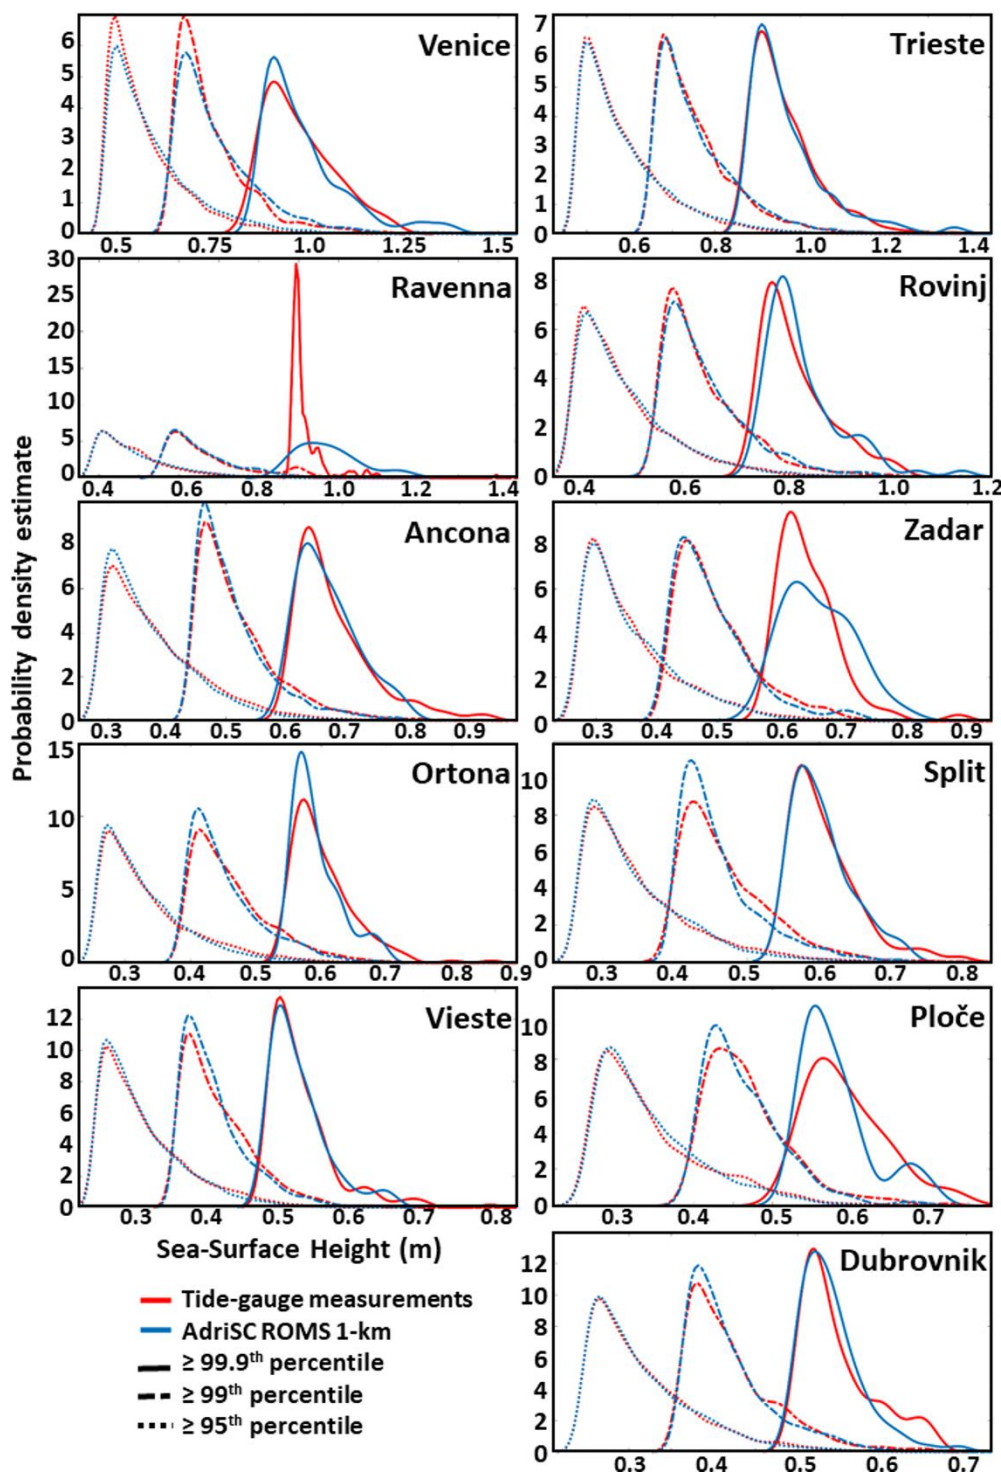 Probability density estimate
Venice
6
5
4
3
2
1
0
0.5 0.75 1.0 1.25 1.5
Trieste
7
6
5
4
3
2
1
0
0.6 0.8 1.0 1.2 1.4
Ravenna
30
25
20
15
10
5
0
0.4 0.6 0.8 1.0 1.2 1.4
Rovinj
8
6
4
2
0
0.4 0.6 0.8 1.0 1.2
Ancona
8
6
4
2
0
0.3 0.4 0.5 0.6 0.7 0.8 0.9
Zadar
8
6
4
2
0
0.3 0.4 0.5 0.6 0.7 0.8 0.9
Ortona
15
10
5
0
0.3 0.4 0.5 0.6 0.7 0.8 0.9
Split
10
8
6
4
2
0
0.3 0.4 0.5 0.6 0.7 0.8
Vieste
12
10
8
6
4
2
0
0.3 0.4 0.5 0.6 0.7 0.8
Ploče
10
8
6
4
2
0
0.3 0.4 0.5 0.6 0.7
Sea-Surface Height (m)
Tide-gauge measurements
AdriSC ROMS 1-km
≥ 99.9th percentile
≥ 99th percentile
≥ 95th percentile
Dubrovnik
12
10
8
6
4
2
0
0.3 0.4 0.5 0.6 0.7